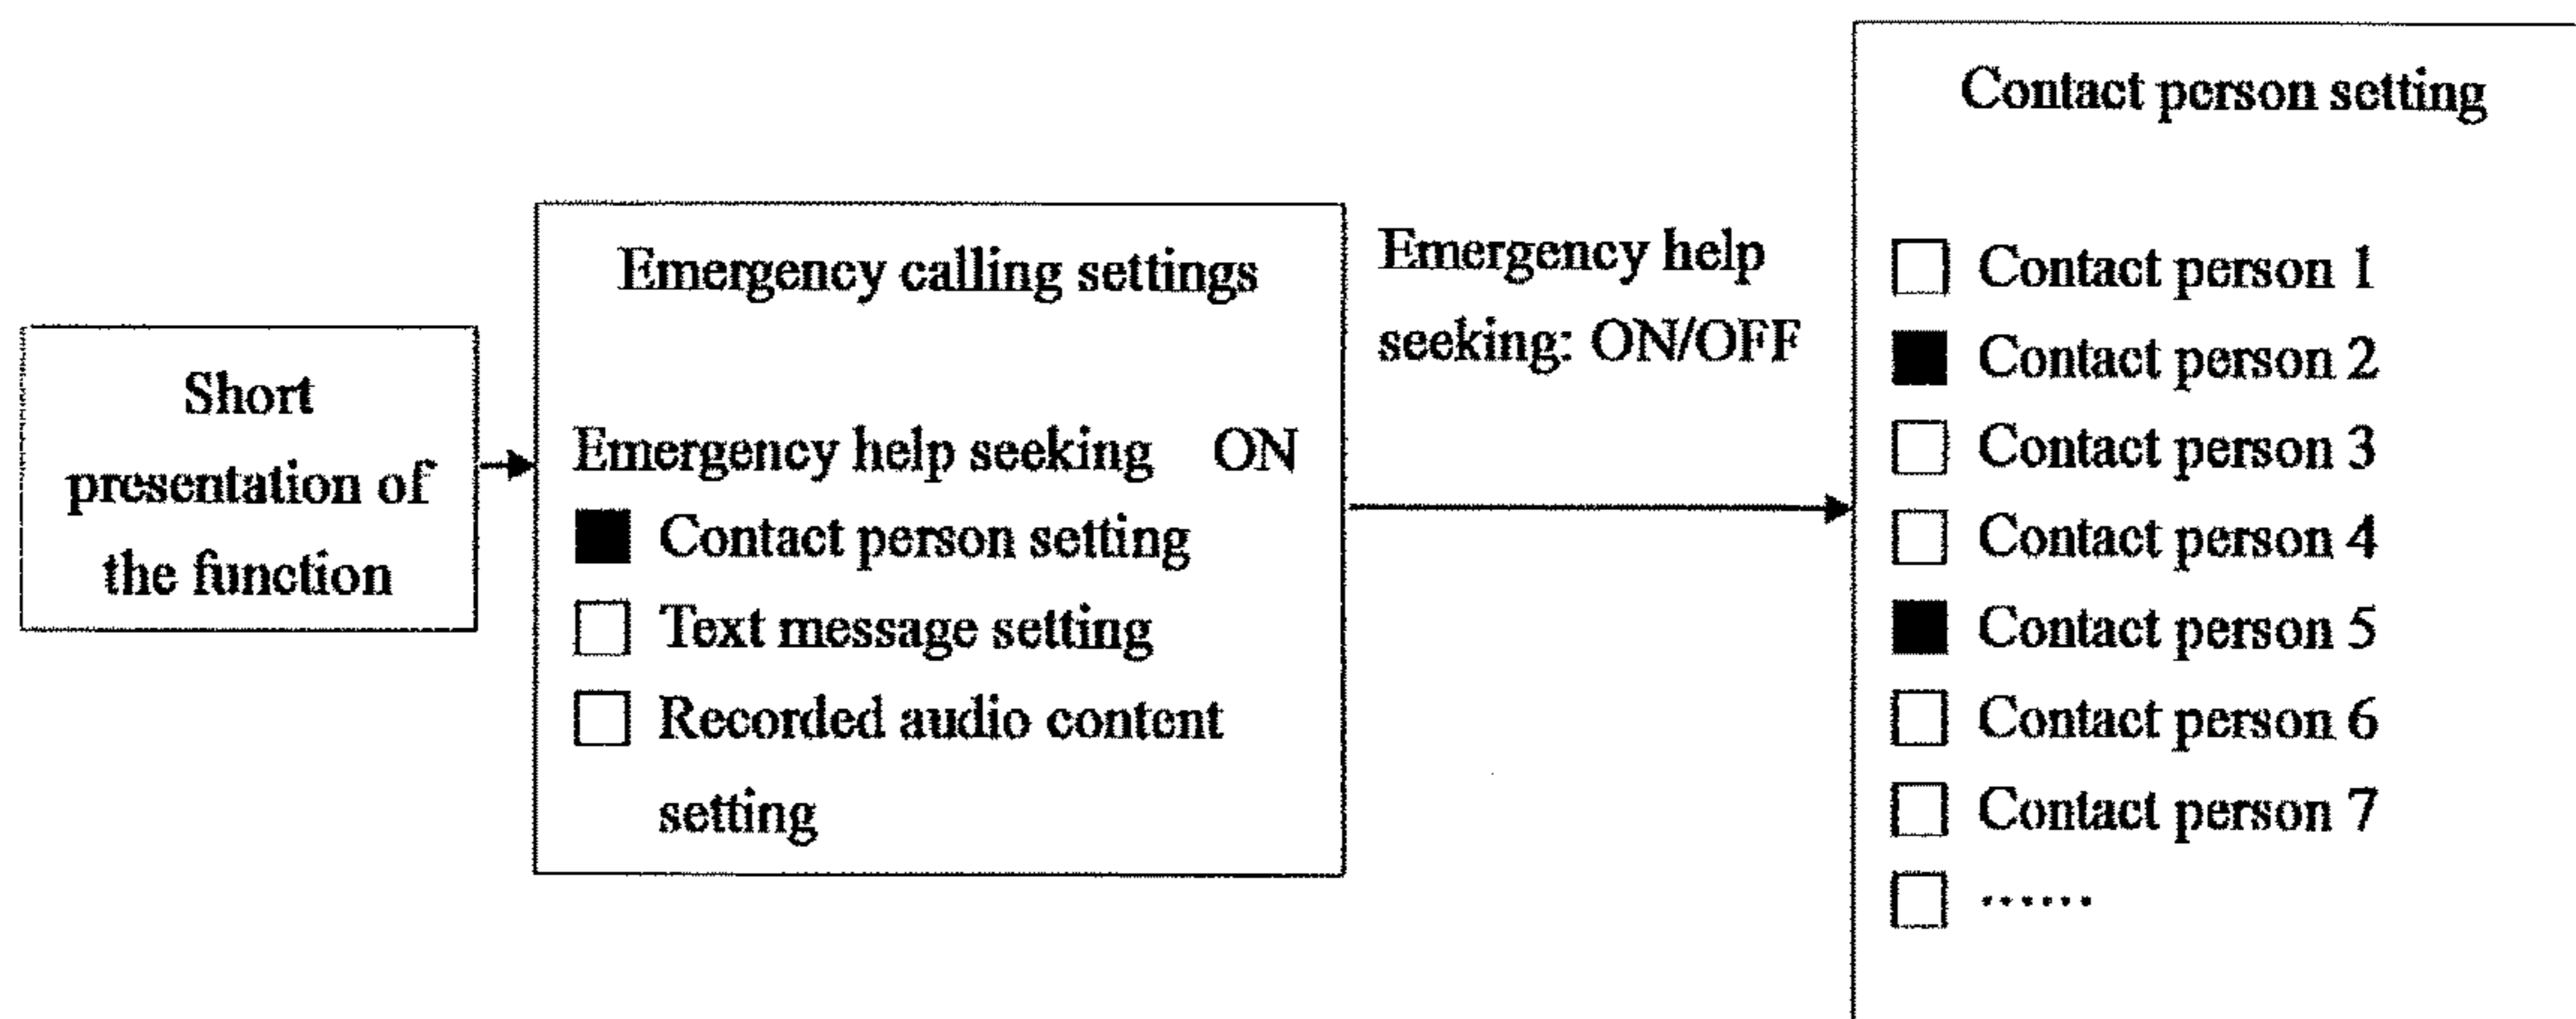 Short
presentation of
the function
Emergency calling settings
Emergency help seeking ON
Contact person setting
Text message setting
Recorded audio content
setting
Emergency help
seeking: ON/OFF
Contact person setting
Contact person 1
Contact person 2
Contact person 3
Contact person 4
Contact person 5
Contact person 6
Contact person 7
······